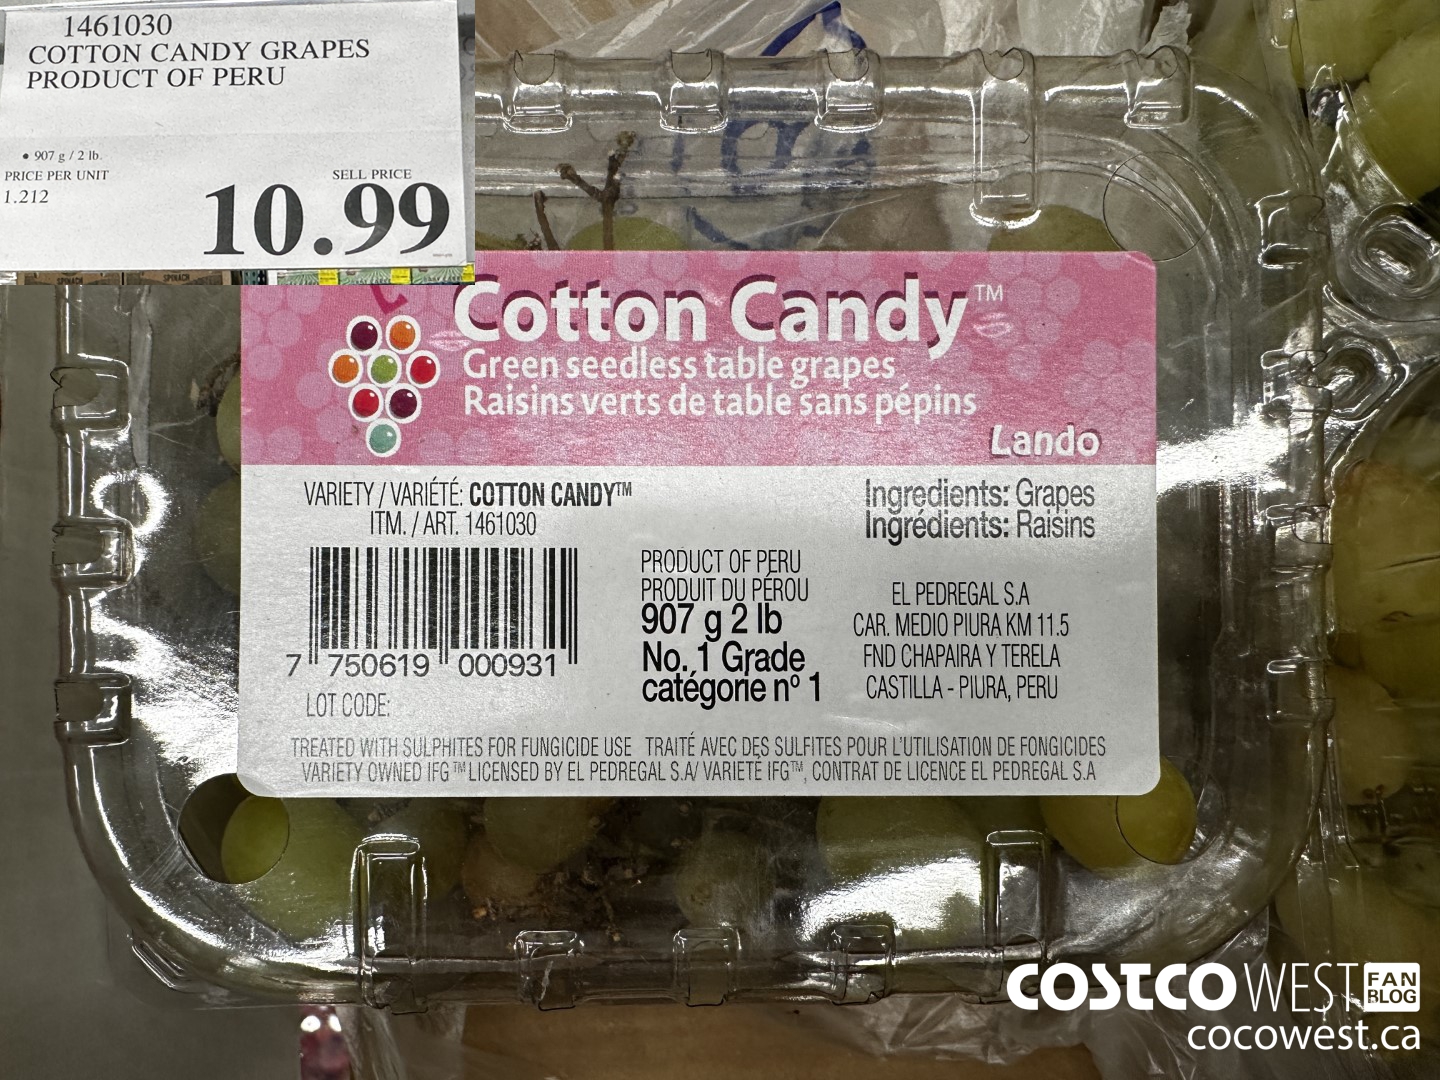 1461030
COTTON CANDY GRAPES
PRODUCT OF PERU
• 907 g / 2 lb.
PRICE PER UNIT
1.212
SELL PRICE
10.99
SPINACH
SPINACH
Cotton Candy™
Green seedless table grapes
Raisins verts de table sans pépins
Lando
VARIETY / VARIÉTÉ: COTTON CANDY™
ITM. / ART. 1461030
Ingredients: Grapes
Ingrédients: Raisins
7 750619 000931
LOT CODE:
PRODUCT OF PERU
PRODUIT DU PÉROU
907 g 2 lb
No. 1 Grade
catégorie nº 1
EL PEDREGAL S.A
CAR. MEDIO PIURA KM 11.5
FND CHAPAIRA Y TERELA
CASTILLA - PIURA, PERU
TREATED WITH SULPHITES FOR FUNGICIDE USE TRAITÉ AVEC DES SULFITES POUR L'UTILISATION DE FONGICIDES
VARIETY OWNED IFG™ LICENSED BY EL PEDREGAL S.A/ VARIETÉ IFG™, CONTRAT DE LICENCE EL PEDREGAL S.A
COSTCO WEST FAN BLOG
cocowest.ca